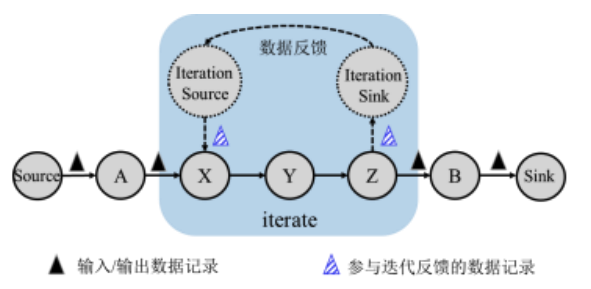 数据反馈
Iteration
Source
Iteration
Sink
Source
A
X
Y
Z
B
Sink
iterate
输入/输出数据记录
参与迭代反馈的数据记录